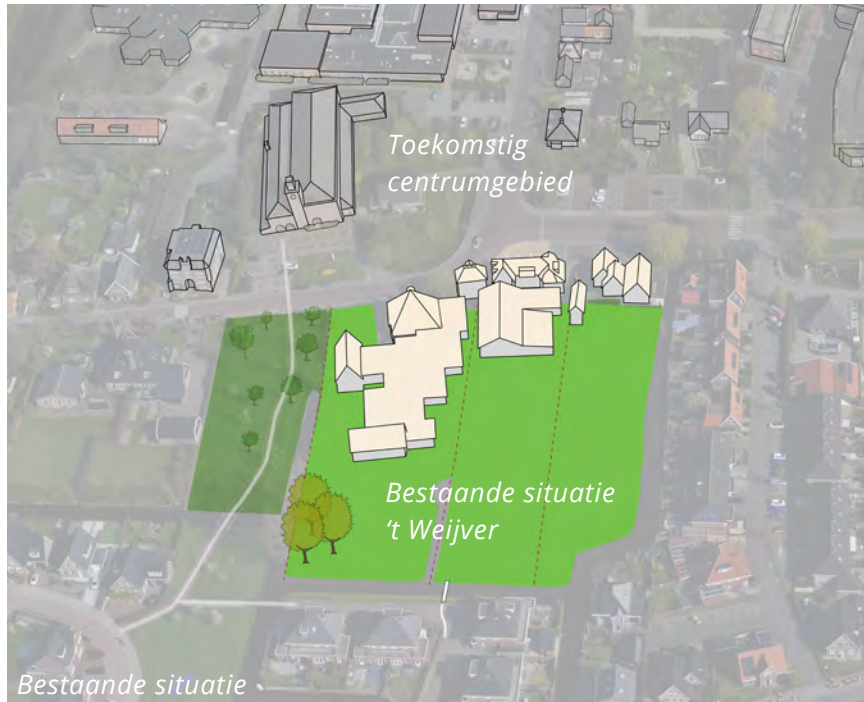 Toekomstig
centrumgebied
Bestaande situatie
‘t Weijver
Bestaande situatie